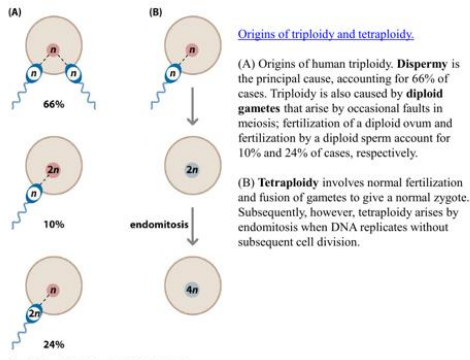 (A)
(B)
n
n
n
66%
n
n
2n
n
10%
2n
endomitosis
n
2n
24%
4n
Origins of triploidy and tetraploidy.
(A) Origins of human triploidy. Dispermy is
the principal cause, accounting for 66% of
cases. Triploidy is also caused by diploid
gametes that arise by occasional faults in
meiosis; fertilization of a diploid ovum and
fertilization by a diploid sperm account for
10% and 24% of cases, respectively.
(B) Tetraploidy involves normal fertilization
and fusion of gametes to give a normal zygote.
Subsequently, however, tetraploidy arises by
endomitosis when DNA replicates without
subsequent cell division.